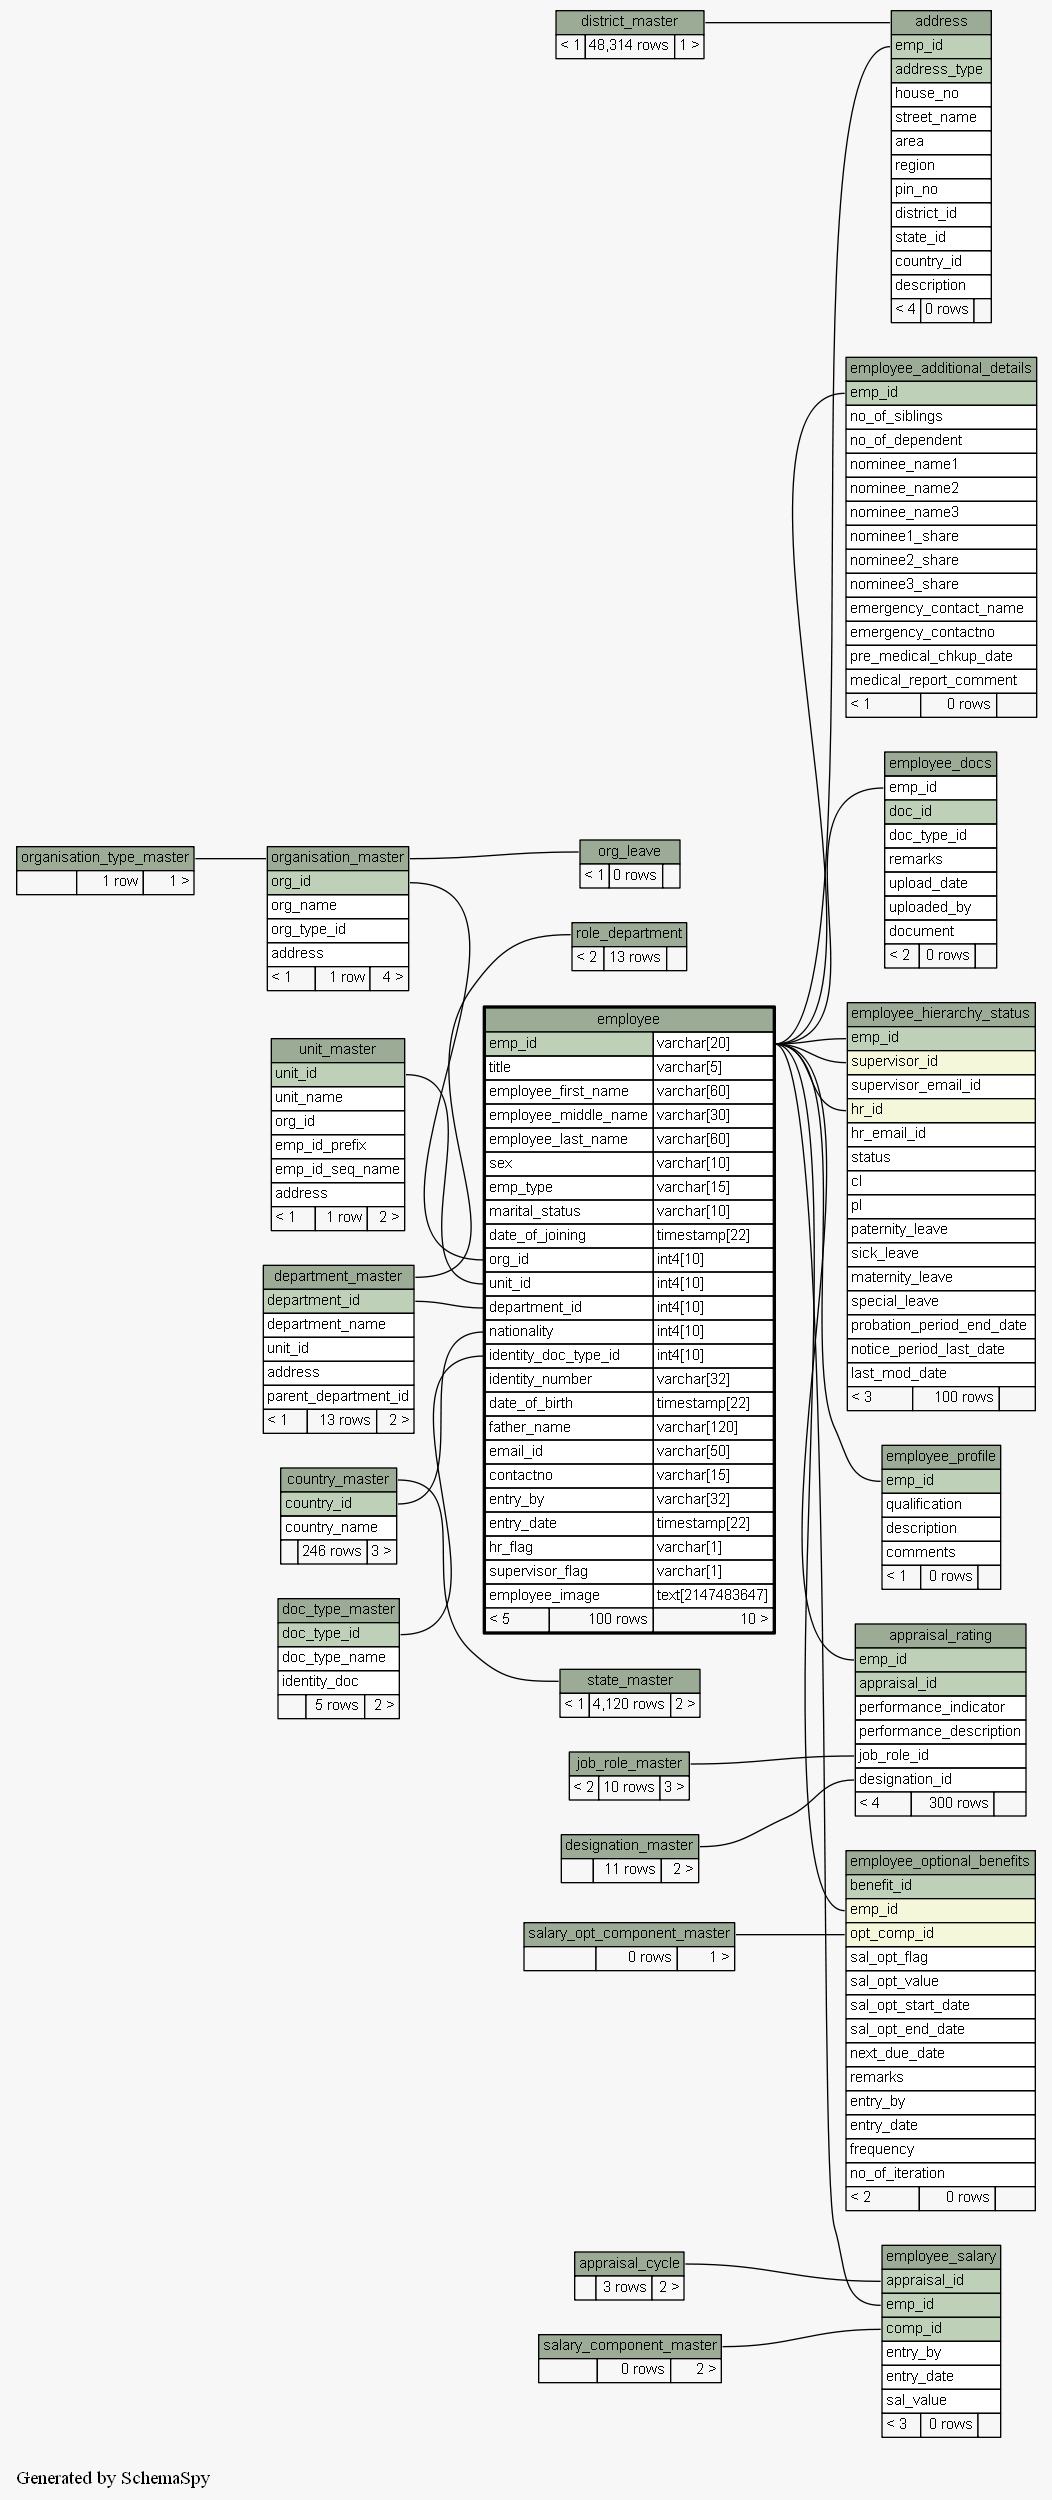 district_master
< 1 48,314 rows 1 >
address
emp_id
address_type
house_no
street_name
area
region
pin_no
district_id
state_id
country_id
description
< 4 0 rows
employee_additional_details
emp_id
no_of_siblings
no_of_dependent
nominee_name1
nominee_name2
nominee_name3
nominee1_share
nominee2_share
nominee3_share
emergency_contact_name
emergency_contactno
pre_medical_chkup_date
medical_report_comment
< 1 0 rows
employee_docs
emp_id
doc_id
doc_type_id
remarks
upload_date
uploaded_by
document
< 2 0 rows
organisation_type_master
1 row 1 >
organisation_master
org_id
org_name
org_type_id
address
< 1 1 row 4 >
org_leave
< 1 0 rows
role_department
< 2 13 rows
unit_master
unit_id
unit_name
org_id
emp_id_prefix
emp_id_seq_name
address
< 1 1 row 2 >
department_master
department_id
department_name
unit_id
address
parent_department_id
< 1 13 rows 2 >
country_master
country_id
country_name
246 rows 3 >
doc_type_master
doc_type_id
doc_type_name
identity_doc
5 rows 2 >
employee
emp_id varchar[20]
title varchar[5]
employee_first_name varchar[60]
employee_middle_name varchar[30]
employee_last_name varchar[60]
sex varchar[10]
emp_type varchar[15]
marital_status varchar[10]
date_of_joining timestamp[22]
org_id int4[10]
unit_id int4[10]
department_id int4[10]
nationality int4[10]
identity_doc_type_id int4[10]
identity_number varchar[32]
date_of_birth timestamp[22]
father_name varchar[120]
email_id varchar[50]
contactno varchar[15]
entry_by varchar[32]
entry_date timestamp[22]
hr_flag varchar[1]
supervisor_flag varchar[1]
employee_image text[2147483647]
< 5 100 rows 10 >
employee_hierarchy_status
emp_id
supervisor_id
supervisor_email_id
hr_id
hr_email_id
status
cl
pl
paternity_leave
sick_leave
maternity_leave
special_leave
probation_period_end_date
notice_period_last_date
last_mod_date
< 3 100 rows
employee_profile
emp_id
qualification
description
comments
< 1 0 rows
state_master
< 1 4,120 rows 2 >
job_role_master
< 2 10 rows 3 >
designation_master
11 rows 2 >
appraisal_rating
emp_id
appraisal_id
performance_indicator
performance_description
job_role_id
designation_id
< 4 300 rows
salary_opt_component_master
0 rows 1 >
employee_optional_benefits
benefit_id
emp_id
opt_comp_id
sal_opt_flag
sal_opt_value
sal_opt_start_date
sal_opt_end_date
next_due_date
remarks
entry_by
entry_date
frequency
no_of_iteration
< 2 0 rows
appraisal_cycle
3 rows 2 >
salary_component_master
0 rows 2 >
employee_salary
appraisal_id
emp_id
comp_id
entry_by
entry_date
sal_value
< 3 0 rows
Generated by SchemaSpy